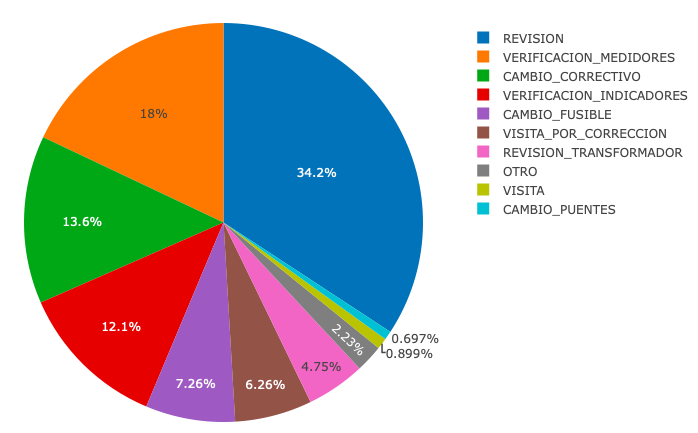 REVISION
VERIFICACION_MEDIDORES
CAMBIO_CORRECTIVO
VERIFICACION_INDICADORES
CAMBIO_FUSIBLE
VISITA_POR_CORRECCION
REVISION_TRANSFORMADOR
OTRO
VISITA
CAMBIO_PUENTES
18%
34.2%
13.6%
12.1%
7.26%
6.26%
4.75%
2.23%
0.697%
0.899%